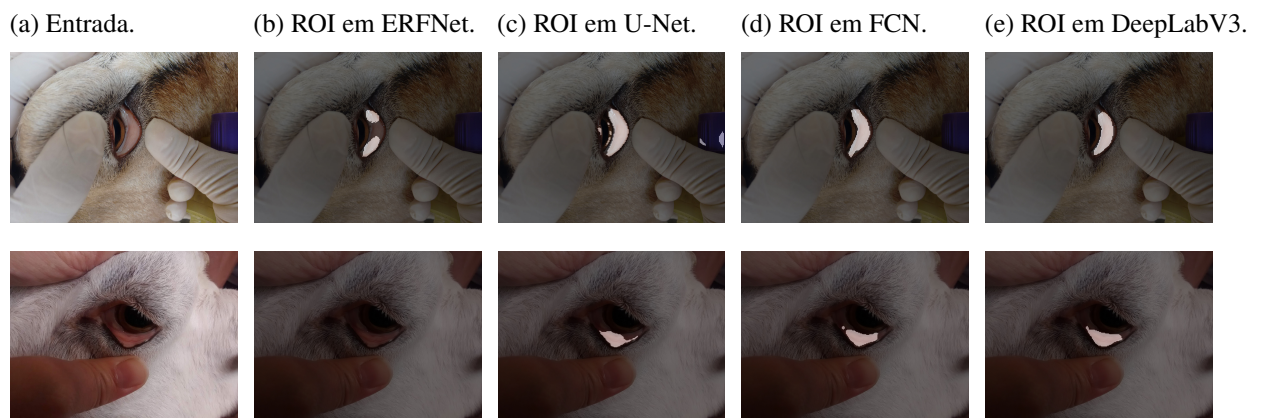 (a) Entrada. (b) ROI em ERFNet. (c) ROI em U-Net. (d) ROI em FCN. (e) ROI em DeepLabV3.